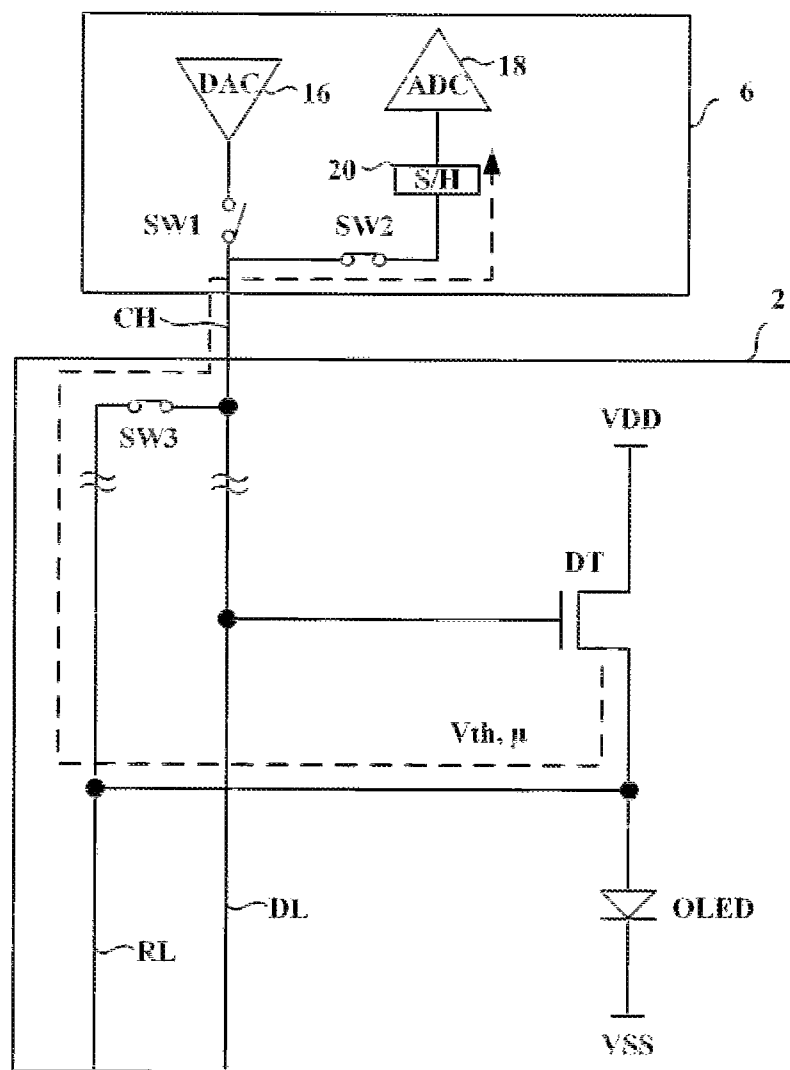 DAC
16
ADC
18
6
20
S/H
SW1
SW2
CH
2
SW3
VDD
DT
Vth, μ
DL
OLED
RL
VSS